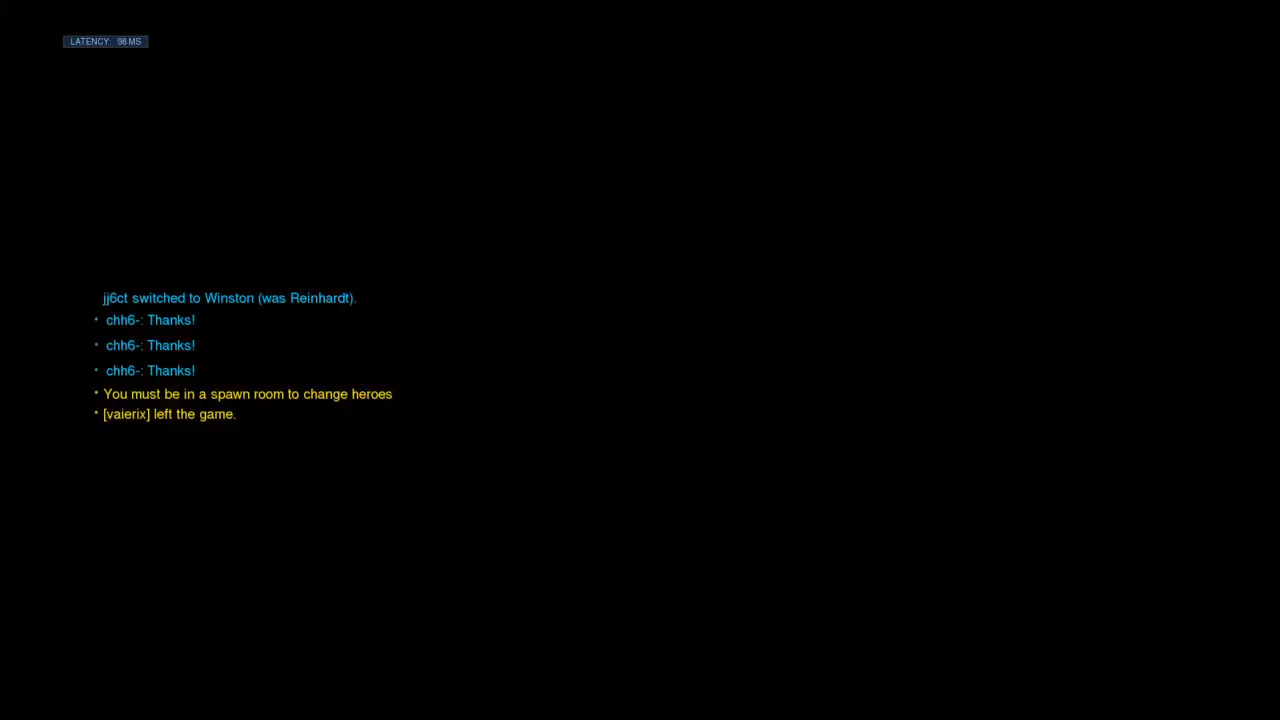 LATENCY: 98 MS
jj6ct switched to Winston (was Reinhardt).
• chh6-: Thanks!
• chh6-: Thanks!
• chh6-: Thanks!
• You must be in a spawn room to change heroes
• [vaierix] left the game.